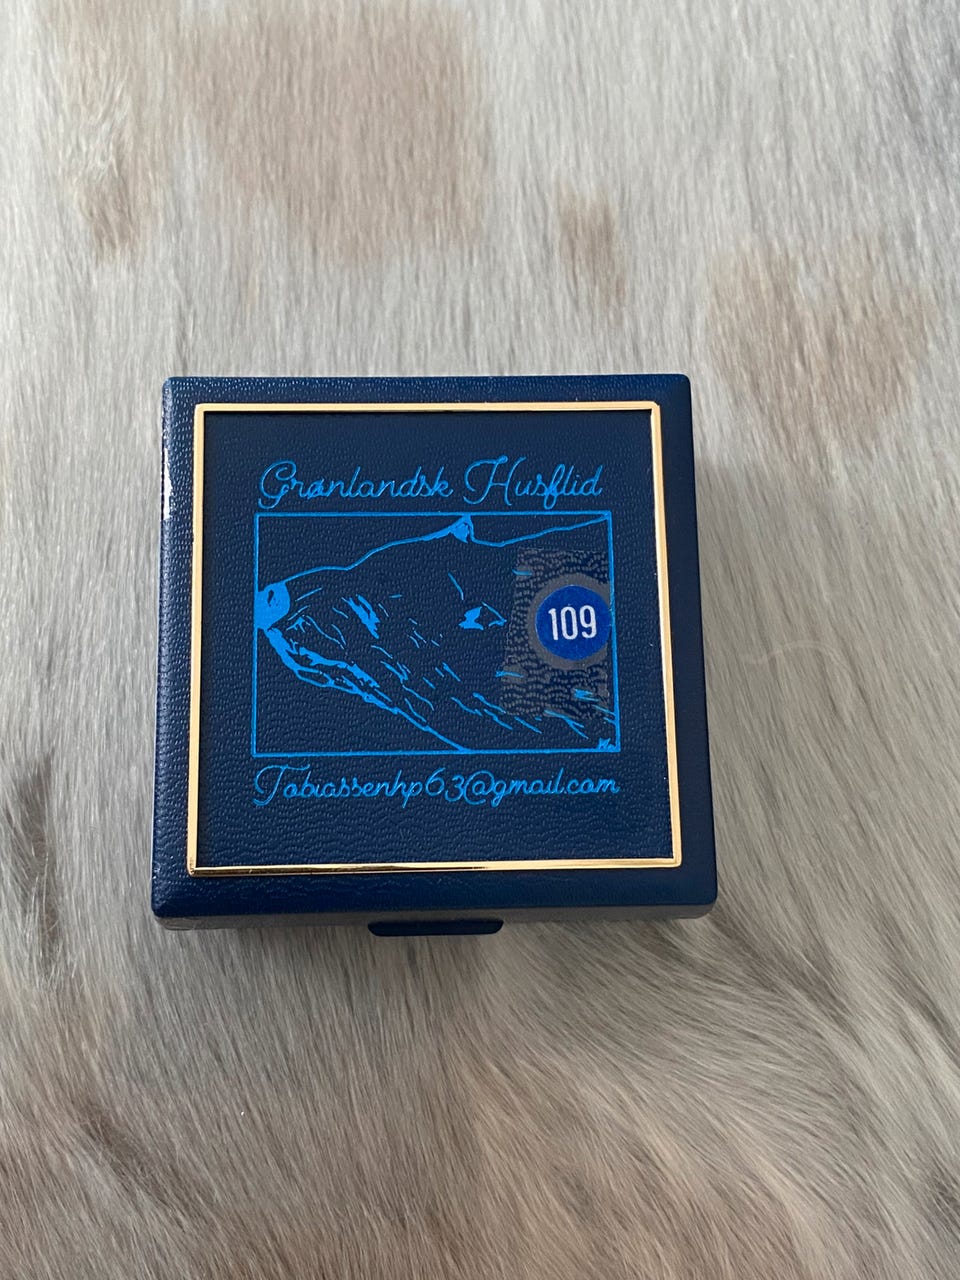 Grønlandsk Husflid
109
Tobiassenhp63@gmail.com